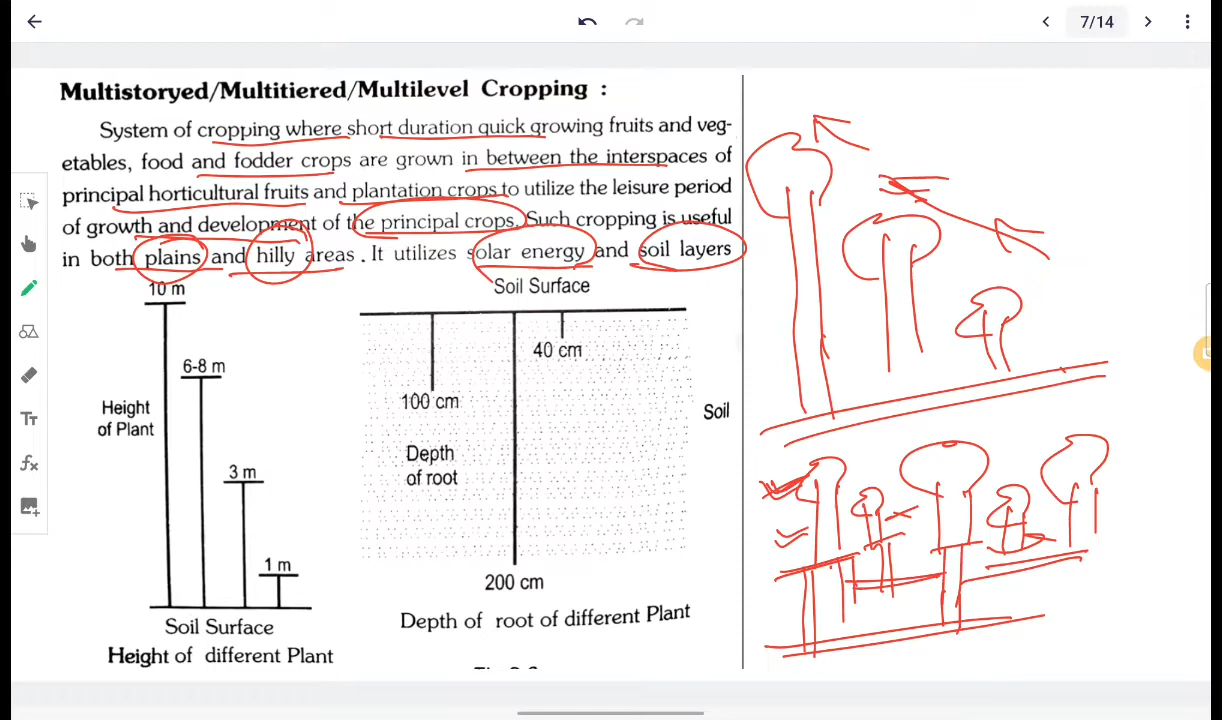 7/14
Multistoryed/Multitiered/Multilevel Cropping :
System of cropping where short duration quick growing fruits and veg-
etables, food and fodder crops are grown in between the interspaces of
principal horticultural fruits and plantation crops to utilize the leisure period
of growth and development of the principal crops. Such cropping is useful
in both plains and hilly areas. It utilizes solar energy and soil layers
10 m
6-8 m
Height
of Plant
3 m
1 m
Soil Surface
Height of different Plant
Soil Surface
40 cm
100 cm
Soil
Depth
of root
200 cm
Depth of root of different Plant
Tт
fx